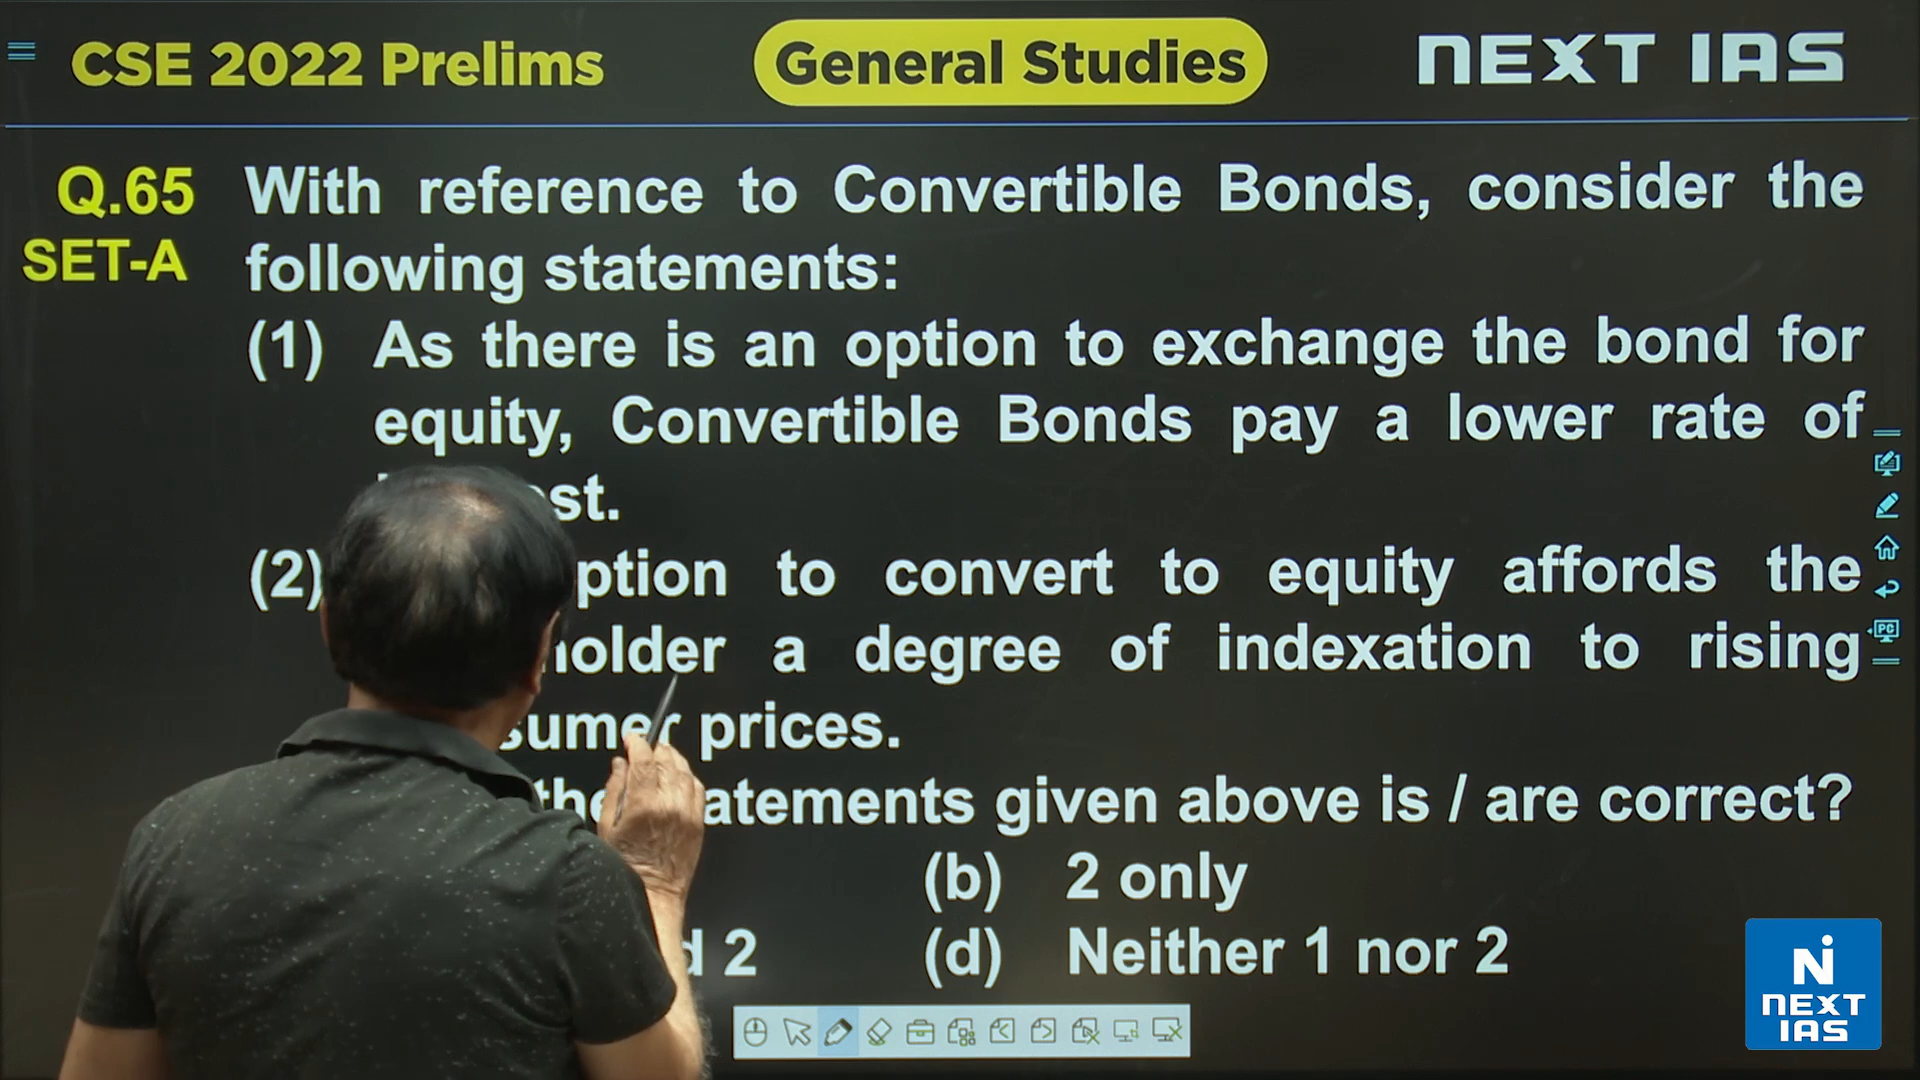 CSE 2022 Prelims General Studies NEXT IAS
Q.65 With reference to Convertible Bonds, consider the
SET-A following statements:
(1) As there is an option to exchange the bond for
equity, Convertible Bonds pay a lower rate of
st.
(2) ption to convert to equity affords the
holder a degree of indexation to rising
sumer prices.
the atements given above is / are correct?
(b) 2 only
d 2 (d) Neither 1 nor 2
PC
N
NEXT
IAS